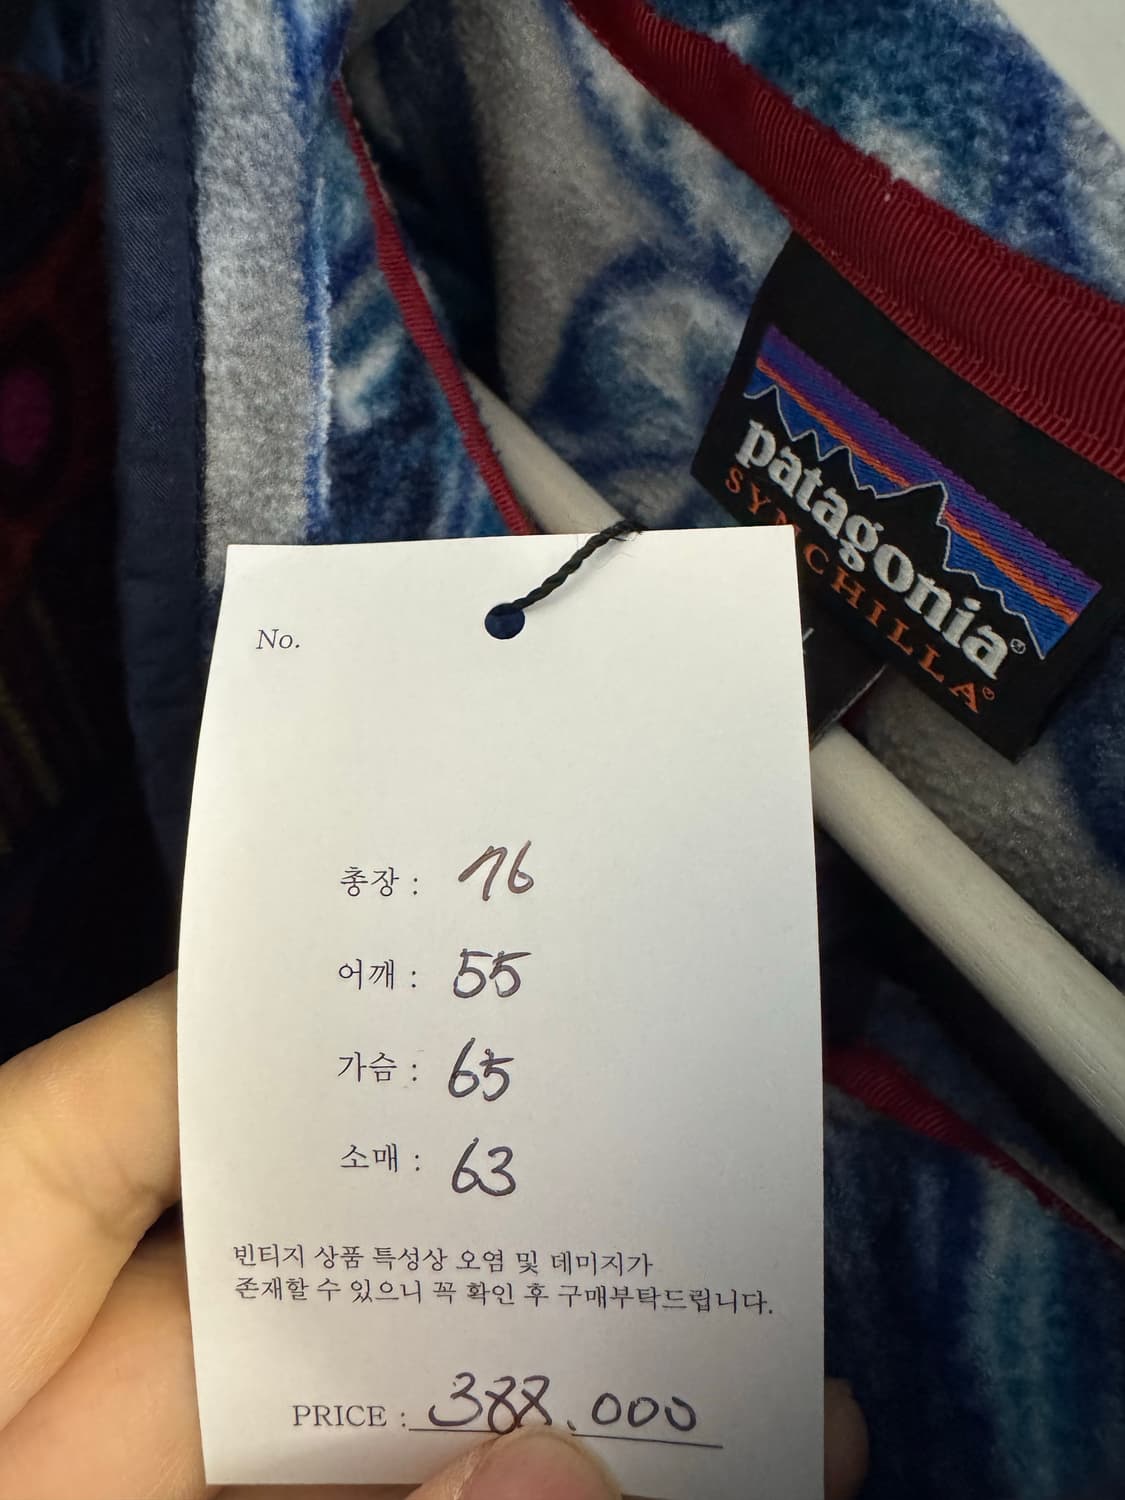 patagonia®
SYNCHILLA®
No.
총장 : 76
어깨 : 55
가슴 : 65
소매 : 63
빈티지 상품 특성상 오염 및 데미지가
존재할 수 있으니 꼭 확인 후 구매부탁드립니다.
PRICE : 388.000